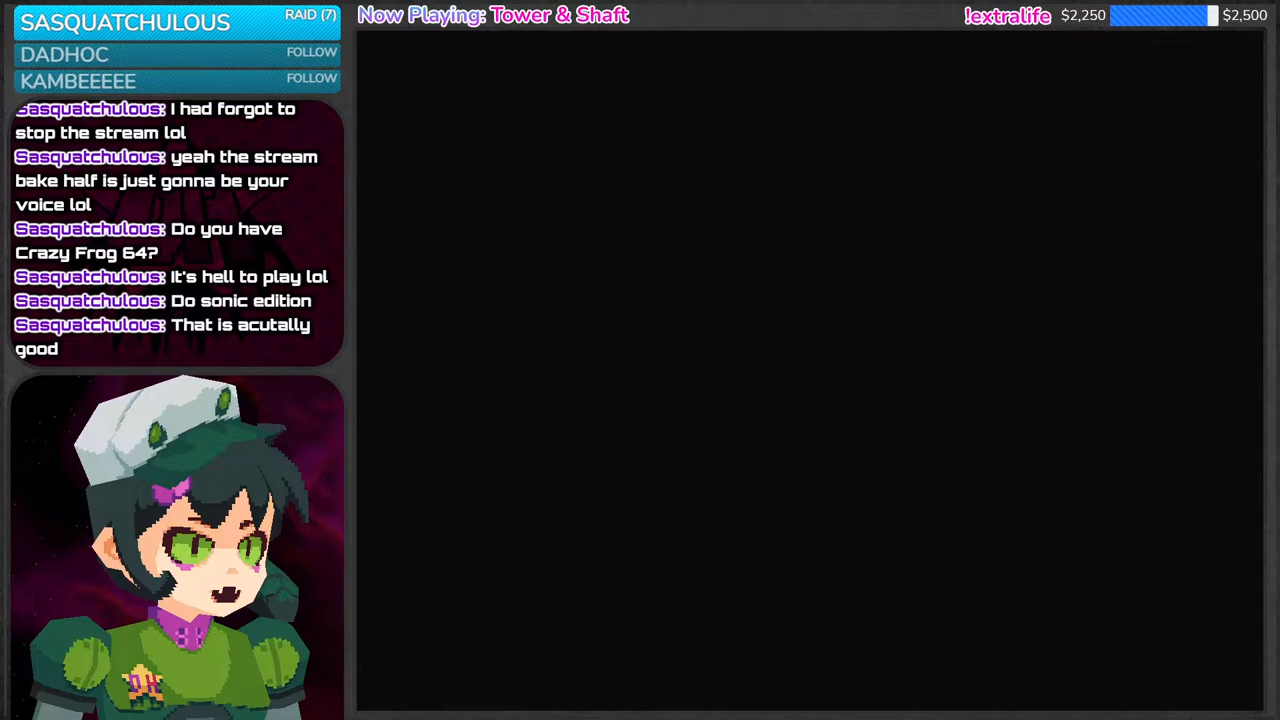 SASQUATCHULOUS RAID (7)
DADHOC FOLLOW
KAMBEEEEE FOLLOW
Now Playing: Tower & Shaft
!extralife $2,250 $2,500
Sasquatchulous: I had forgot to
stop the stream lol
Sasquatchulous: yeah the stream
bake half is just gonna be your
voice lol
Sasquatchulous: Do you have
Crazy Frog 64?
Sasquatchulous: It's hell to play lol
Sasquatchulous: Do sonic edition
Sasquatchulous: That is acutally
good